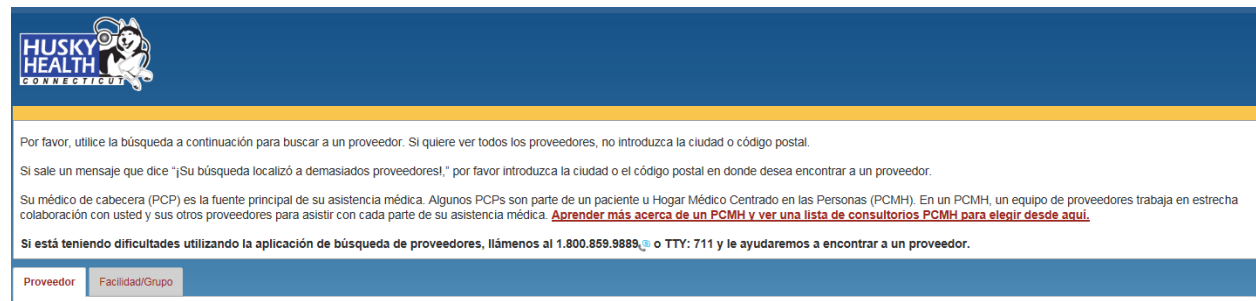 HUSKY
HEALTH
CONNECTICUT
Por favor, utilice la búsqueda a continuación para buscar a un proveedor. Si quiere ver todos los proveedores, no introduzca la ciudad o código postal.
Si sale un mensaje que dice “¡Su búsqueda localizó a demasiados proveedores!,” por favor introduzca la ciudad o el código postal en donde desea encontrar a un proveedor.
Su médico de cabecera (PCP) es la fuente principal de su asistencia médica. Algunos PCPs son parte de un paciente u Hogar Médico Centrado en las Personas (PCMH). En un PCMH, un equipo de proveedores trabaja en estrecha
colaboración con usted y sus otros proveedores para asistir con cada parte de su asistencia médica. Aprender más acerca de un PCMH y ver una lista de consultorios PCMH para elegir desde aquí.
Si está teniendo dificultades utilizando la aplicación de búsqueda de proveedores, llámenos al 1.800.859.9889 o TTY: 711 y le ayudaremos a encontrar a un proveedor.
Proveedor Facilidad/Grupo